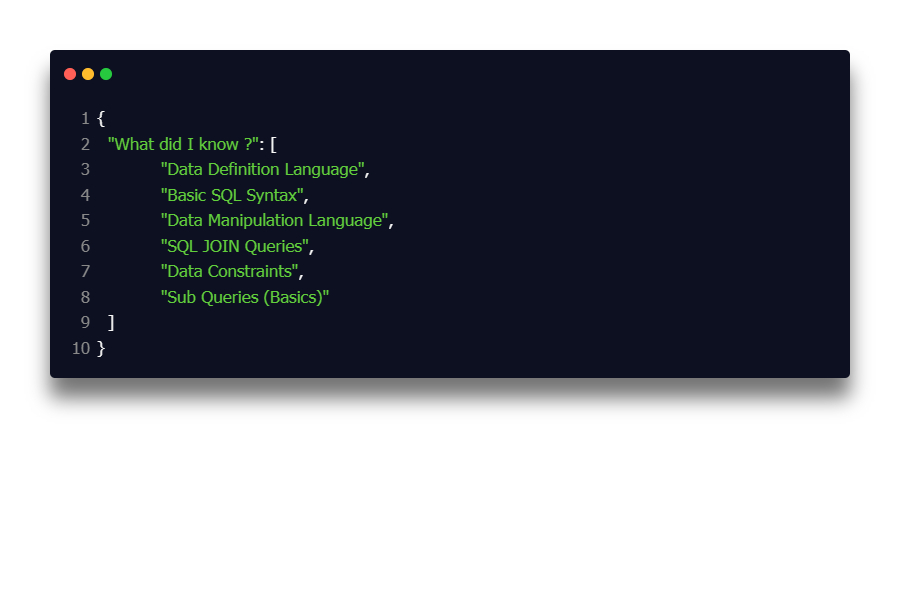 1 {
2 "What did I know ?": [
3 "Data Definition Language",
4 "Basic SQL Syntax",
5 "Data Manipulation Language",
6 "SQL JOIN Queries",
7 "Data Constraints",
8 "Sub Queries (Basics)"
9 ]
10 }